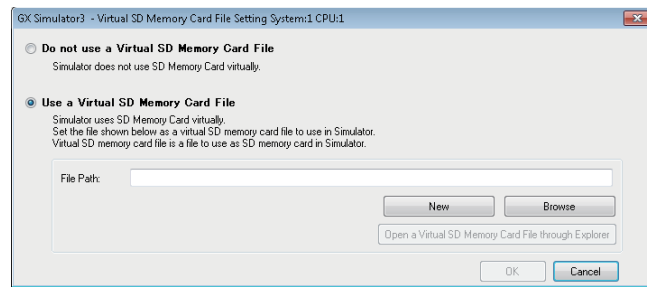 GX Simulator3 - Virtual SD Memory Card File Setting System:1 CPU:1
Do not use a Virtual SD Memory Card File
Simulator does not use SD Memory Card virtually.
Use a Virtual SD Memory Card File
Simulator uses SD Memory Card virtually.
Set the file shown below as a virtual SD memory card file to use in Simulator.
Virtual SD memory card file is a file to use as SD memory card in Simulator.
File Path:
New Browse
Open a Virtual SD Memory Card File through Explorer
OK Cancel